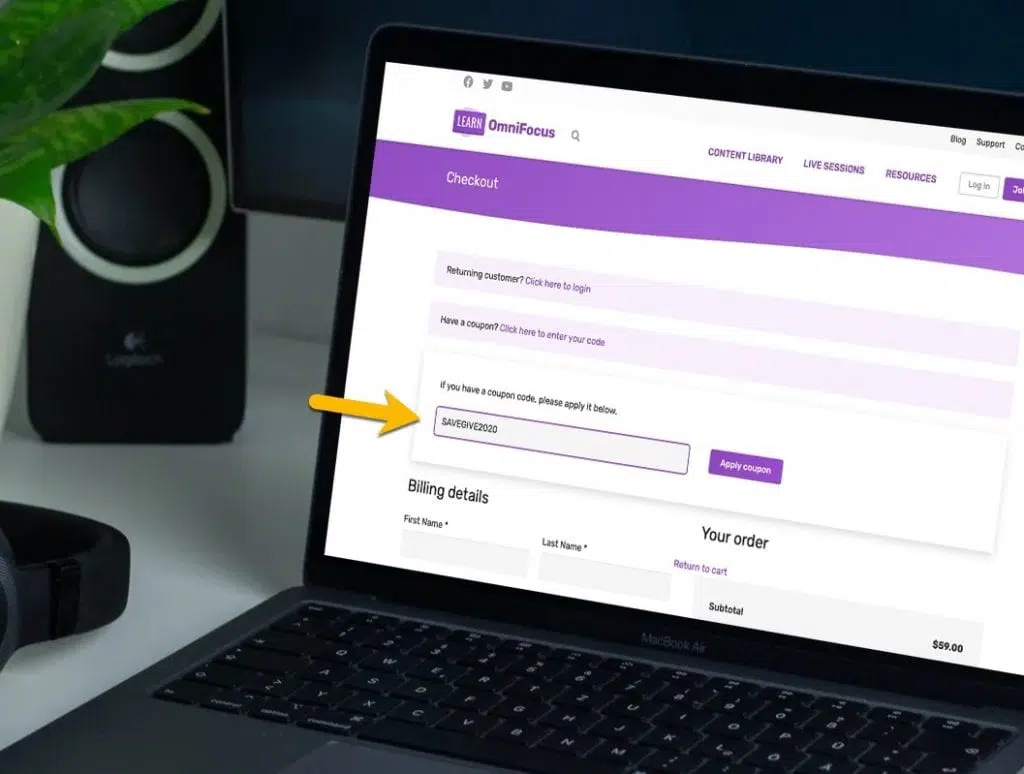 LEARN OmniFocus
Blog Support
CONTENT LIBRARY LIVE SESSIONS RESOURCES Log in
Checkout
Returning customer? Click here to login
Have a coupon? Click here to enter your code
If you have a coupon code, please apply it below.
SAVEGIVE2020
Apply coupon
Billing details
First Name *
Last Name *
Your order
Return to cart
Subtotal
$59.00
Logitech
MacBook Air